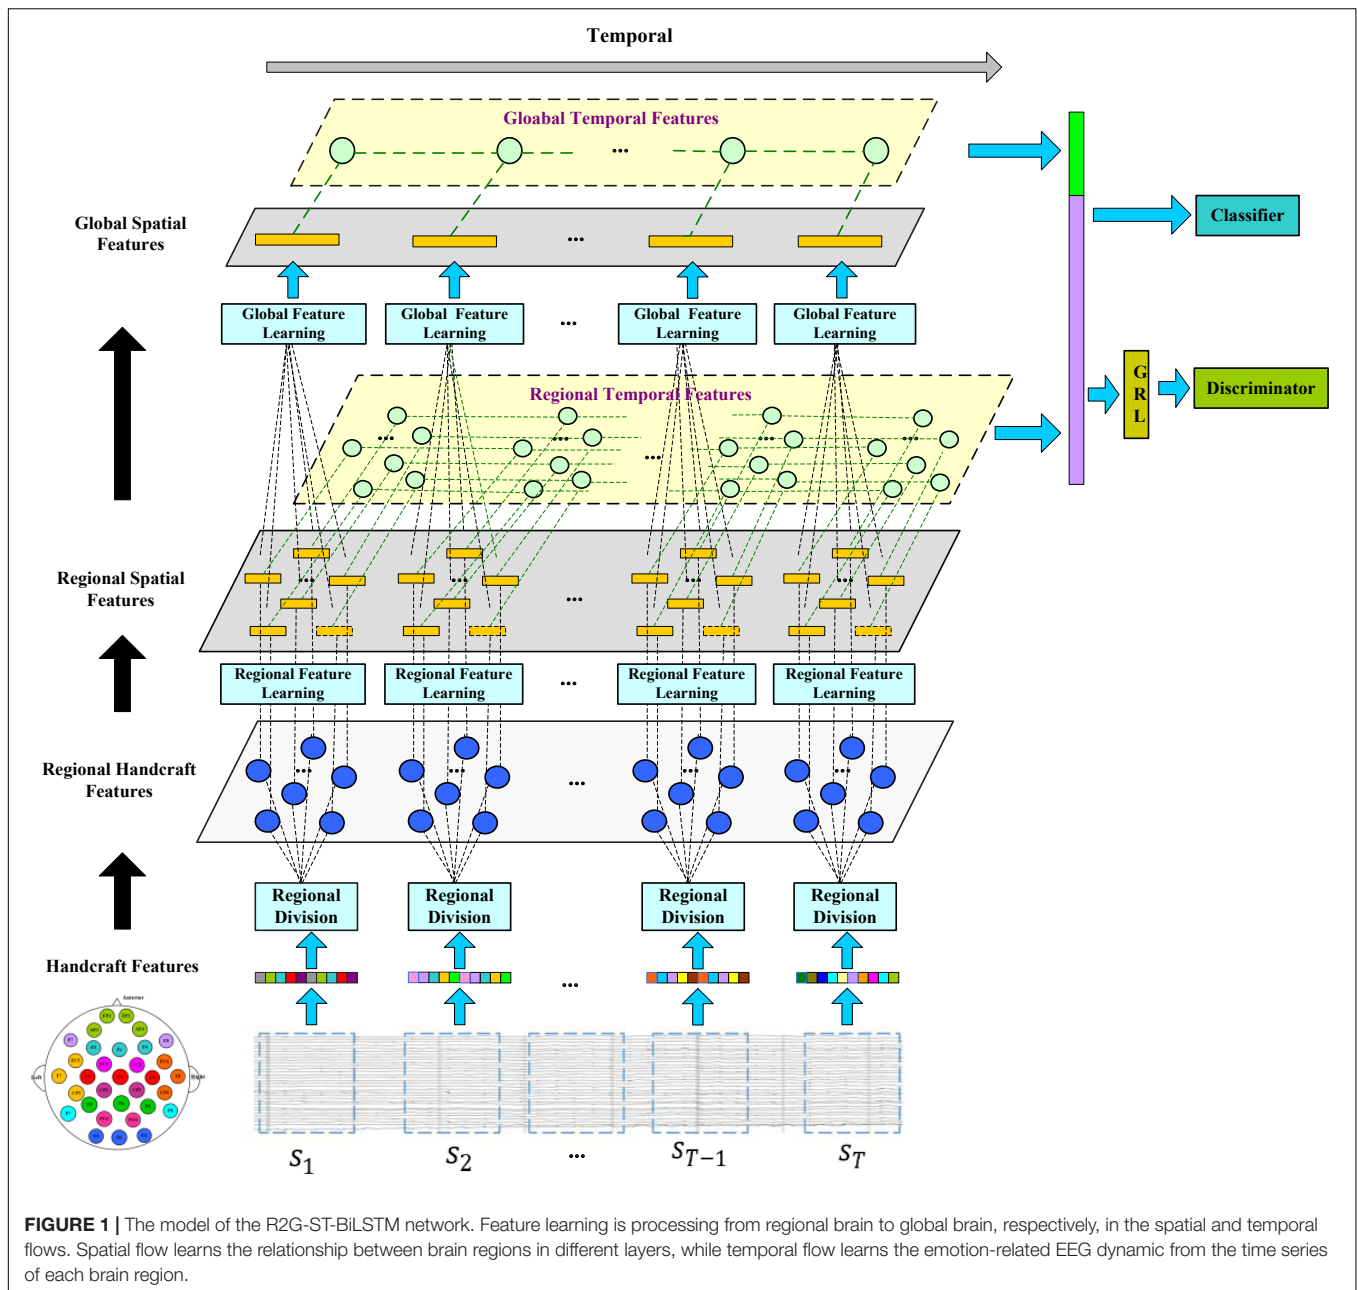 Temporal
Gloabal Temporal Features
Global Spatial
Features
Classifier
Global Feature
Learning
Global Feature
Learning
...
Global Feature
Learning
Global Feature
Learning
Regional Temporal Features
G
R
L
Discriminator
Regional Spatial
Features
Regional Feature
Learning
Regional Feature
Learning
...
Regional Feature
Learning
Regional Feature
Learning
Regional Handcraft
Features
Regional
Division
Regional
Division
...
Regional
Division
Regional
Division
Handcraft Features
Anterior
Left
Right
S1
S2
...
ST−1
ST
FIGURE 1 | The model of the R2G-ST-BiLSTM network. Feature learning is processing from regional brain to global brain, respectively, in the spatial and temporal
flows. Spatial flow learns the relationship between brain regions in different layers, while temporal flow learns the emotion-related EEG dynamic from the time series
of each brain region.